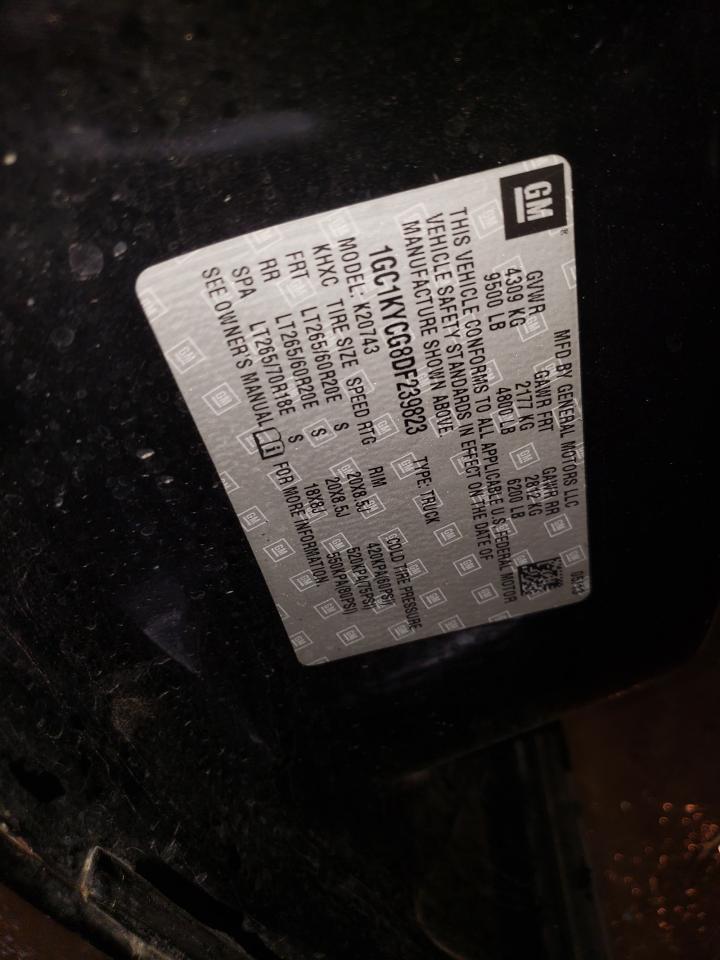 GM
MFD BY GENERAL MOTORS LLC 05/13
GVWR GAWR FRT GAWR RR
4309 KG 2177 KG 2812 KG
9500 LB 4800 LB 6200 LB
THIS VEHICLE CONFORMS TO ALL APPLICABLE U.S. FEDERAL MOTOR
VEHICLE SAFETY STANDARDS IN EFFECT ON THE DATE OF
MANUFACTURE SHOWN ABOVE.
1GC1KYCG8DF239823 TYPE: TRUCK
MODEL: K20743
KHXC TIRE SIZE SPEED RTG RIM COLD TIRE PRESSURE
FRT LT265/60R20E S 20X8.5J 420KPA(60PSI)
RR LT265/60R20E S 20X8.5J 520KPA(75PSI)
SPA LT265/70R18E S 18X8J 550KPA(80PSI)
SEE OWNER'S MANUAL FOR MORE INFORMATION